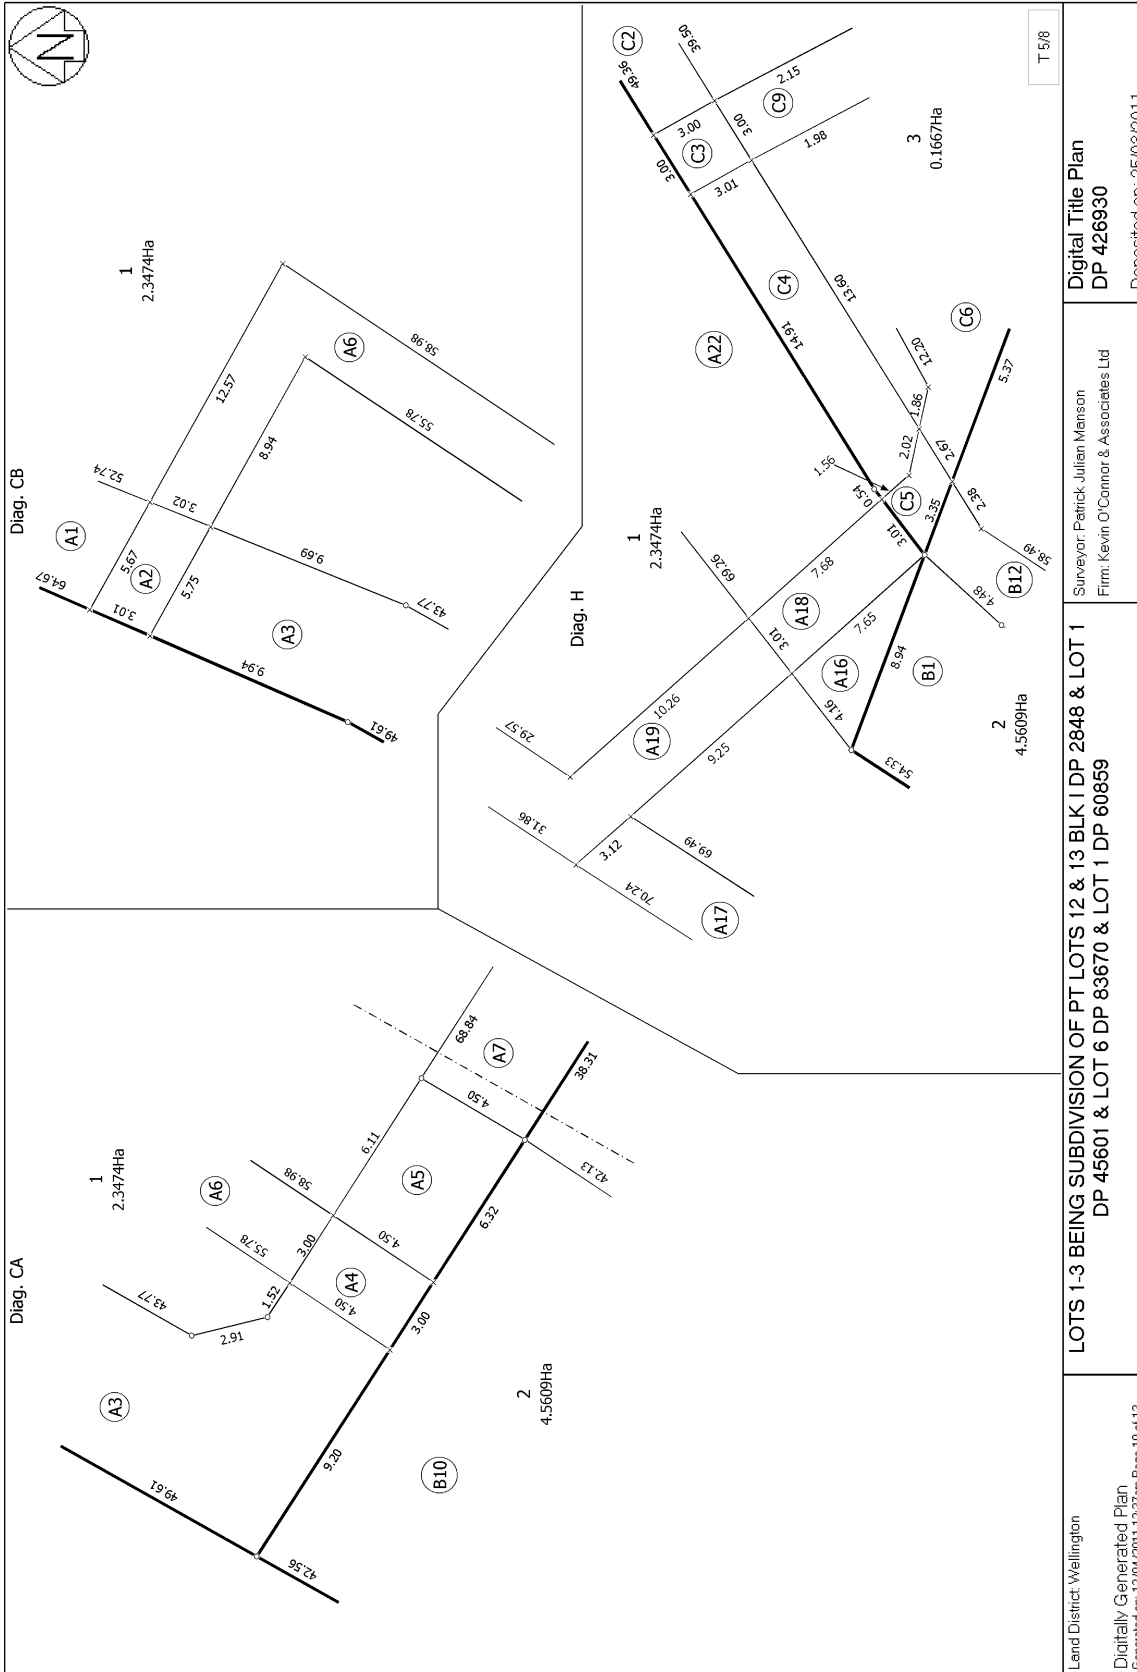 N
Diag. CA
1
2.3474Ha
A3
49.61
42.56
43.77
2.91
1.52
55.78
A6
58.98
3.00
6.11
68.84
4.50
A4
4.50
A5
4.50
A7
9.20
3.00
6.32
38.31
42.13
B10
2
4.5609Ha
Diag. CB
1
2.3474Ha
A1
64.67
52.74
3.01
5.67
A2
3.02
12.57
5.75
8.94
A6
58.98
55.78
9.94
A3
9.69
43.77
49.61
Diag. H
1
2.3474Ha
29.57
31.86
A19
10.26
3.12
9.25
70.24
69.49
A17
69.26
A18
7.68
3.01
7.65
A16
4.16
54.33
8.94
B1
2
4.5609Ha
4.48
B12
58.49
2.38
3.35
3.01
C5
0.54
1.56
2.02
1.86
12.20
2.67
5.37
C6
A22
14.91
C4
13.60
3.01
3.00
C3
3.00
3.00
49.36
C2
39.50
C9
2.15
1.98
3
0.1667Ha
T 5/8
Land District: Wellington
Digitally Generated Plan
LOTS 1-3 BEING SUBDIVISION OF PT LOTS 12 & 13 BLK I DP 2848 & LOT 1
DP 45601 & LOT 6 DP 83670 & LOT 1 DP 60859
Surveyor: Patrick Julian Manson
Firm: Kevin O'Connor & Associates Ltd
Digital Title Plan
DP 426930